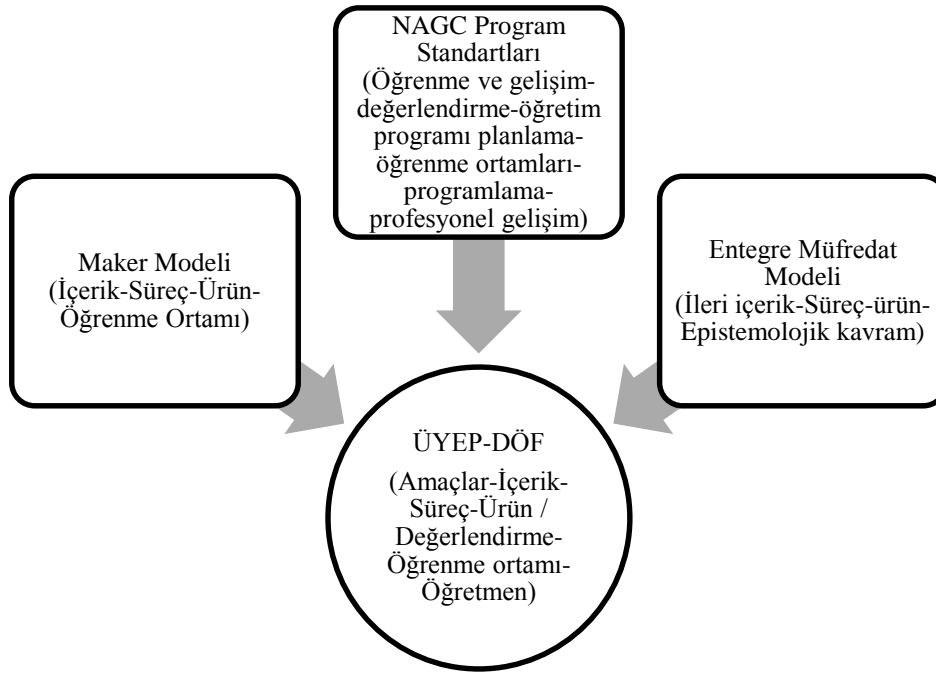 NAGC Program
Standartları
(Öğrenme ve gelişim-
değerlendirme-öğretim
programı planlama-
öğrenme ortamları-
programlama-
profesyonel gelişim)
Maker Modeli
(İçerik-Süreç-Ürün-
Öğrenme Ortamı)
Entegre Müfredat
Modeli
(İleri içerik-Süreç-ürün-
Epistemolojik kavram)
ÜYEP-DÖF
(Amaçlar-İçerik-
Süreç-Ürün /
Değerlendirme-
Öğrenme ortamı-
Öğretmen)